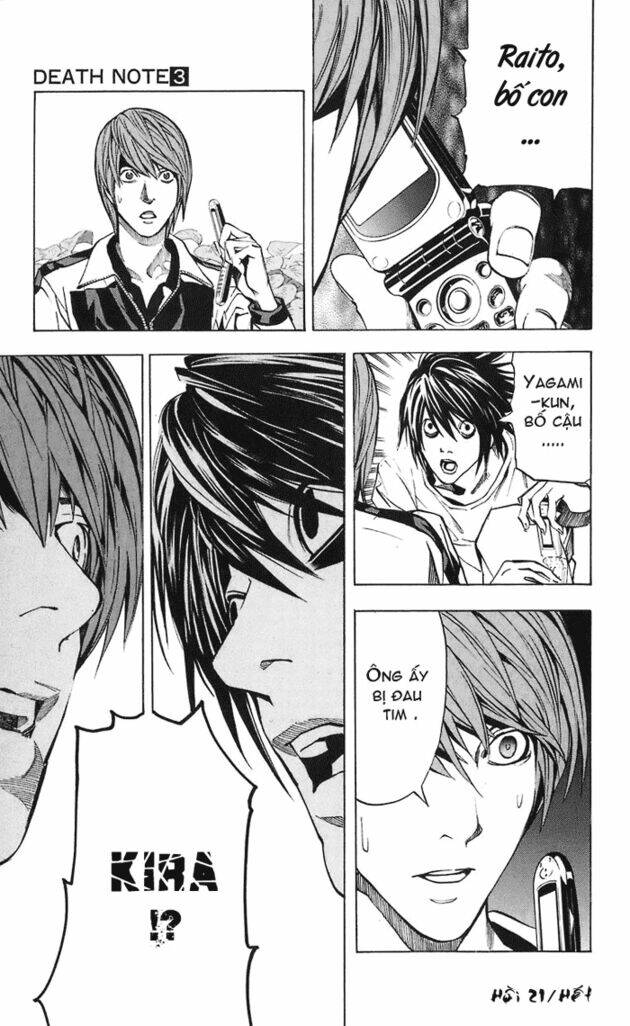 DEATH NOTE 3
Raito,
bố con
...
YAGAMI
-KUN,
BỐ CẬU
.....
ÔNG ẤY
BỊ ĐAU
TIM .
KIRA
!?
Hồi 21/Hết